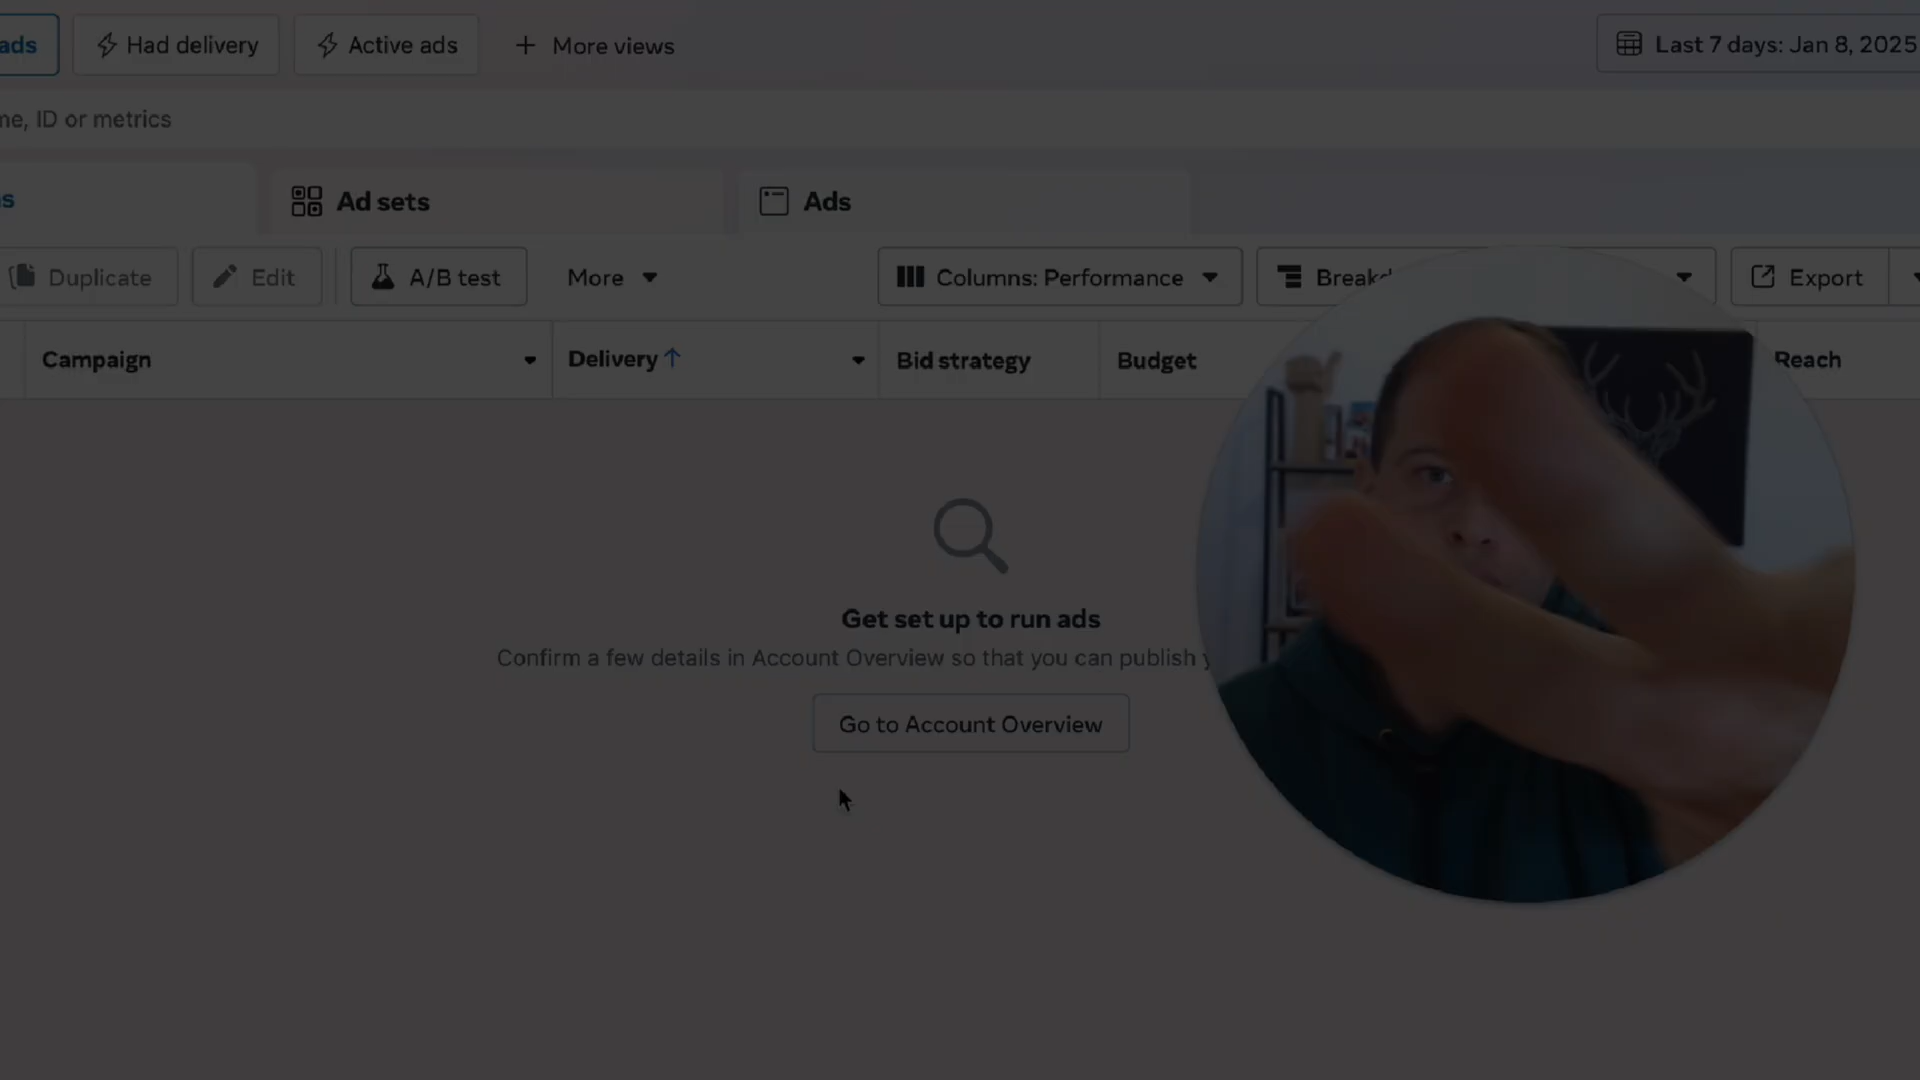 ads
Had delivery
Active ads
More views
Last 7 days: Jan 8, 2025
me, ID or metrics
s
Ad sets
Ads
Duplicate
Edit
A/B test
More
Columns: Performance
Breakd
Export
Campaign
Delivery ↑
Bid strategy
Budget
Reach
Get set up to run ads
Confirm a few details in Account Overview so that you can publish
Go to Account Overview